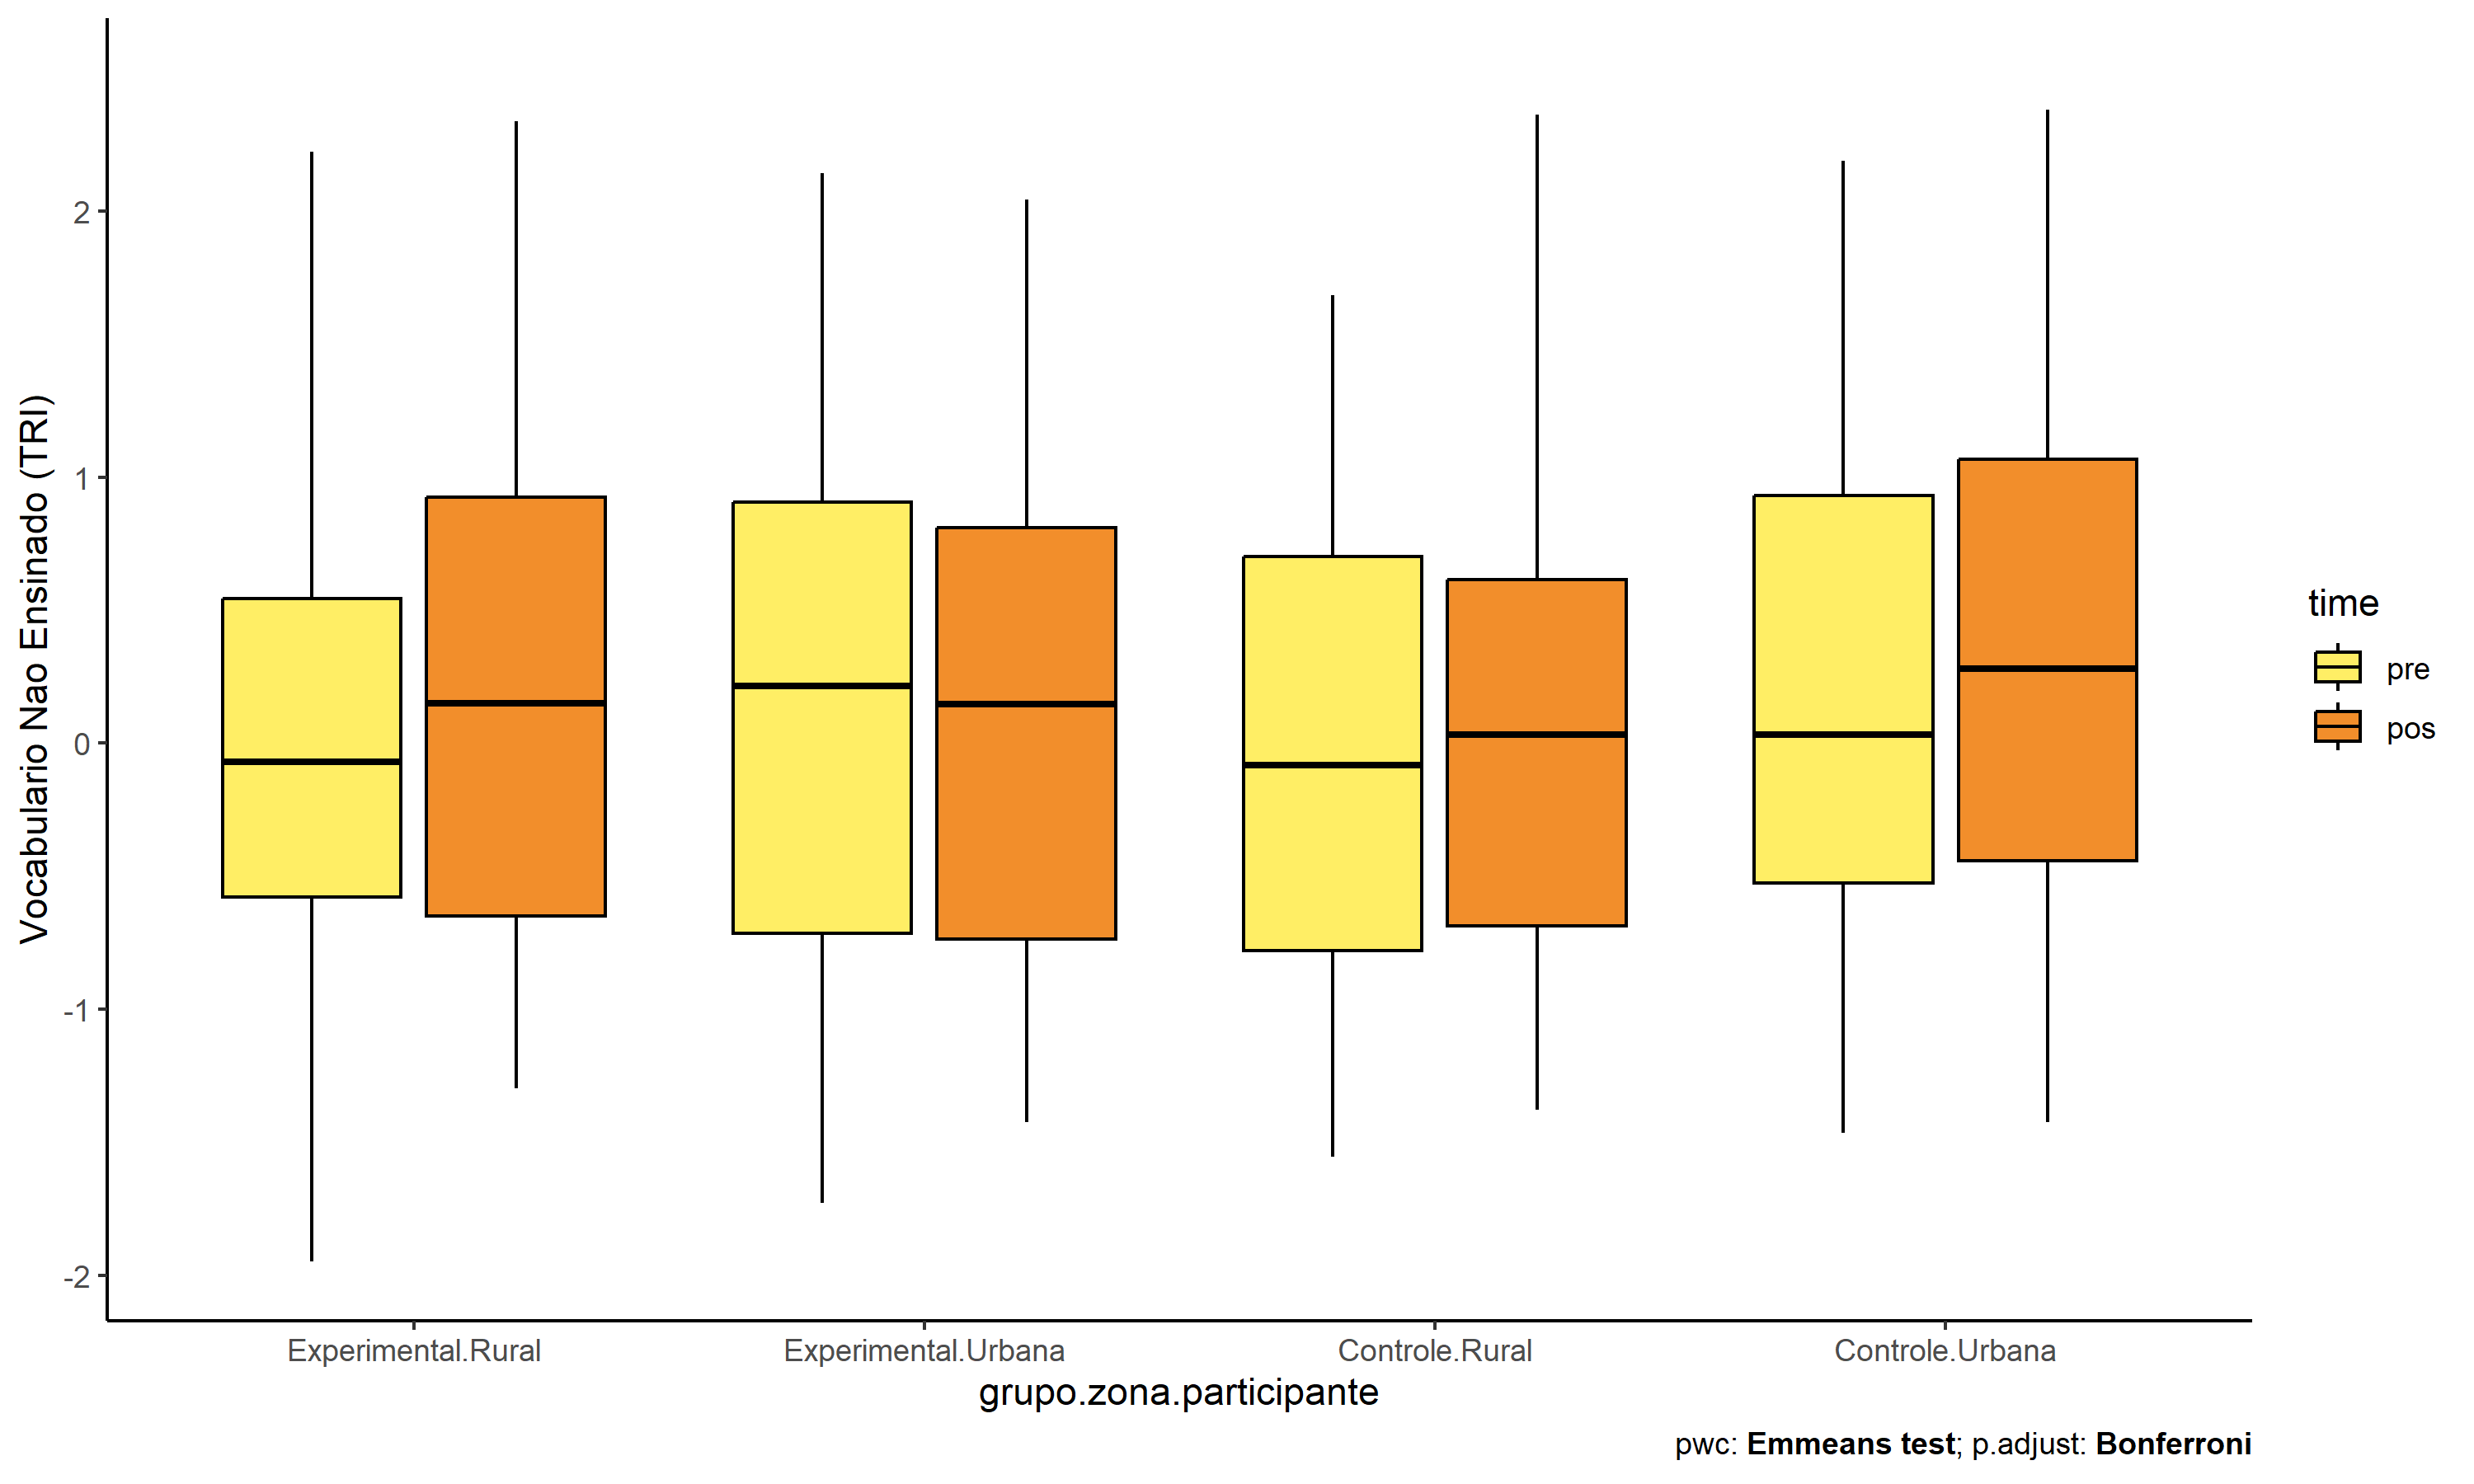 Vocabulario Nao Ensinado (TRI)
2
1
0
-1
-2
Experimental.Rural
Experimental.Urbana
Controle.Rural
Controle.Urbana
grupo.zona.participante
time
pre
pos
pwc: Emmeans test; p.adjust: Bonferroni